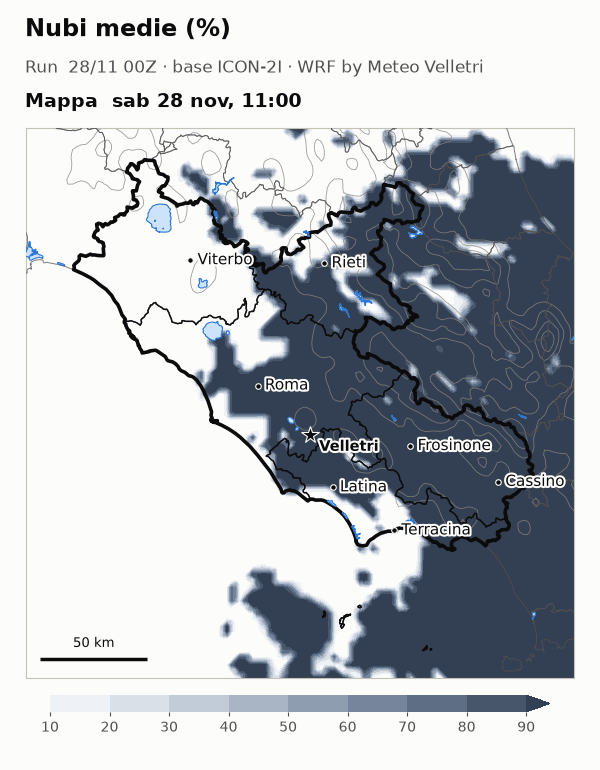 Nubi medie (%)
Run  28/11 00Z · base ICON-2I · WRF by Meteo Velletri
Mappa  sab 28 nov, 11:00
Viterbo
Rieti
Roma
Velletri
Frosinone
Cassino
Latina
Terracina
50 km
10 20 30 40 50 60 70 80 90